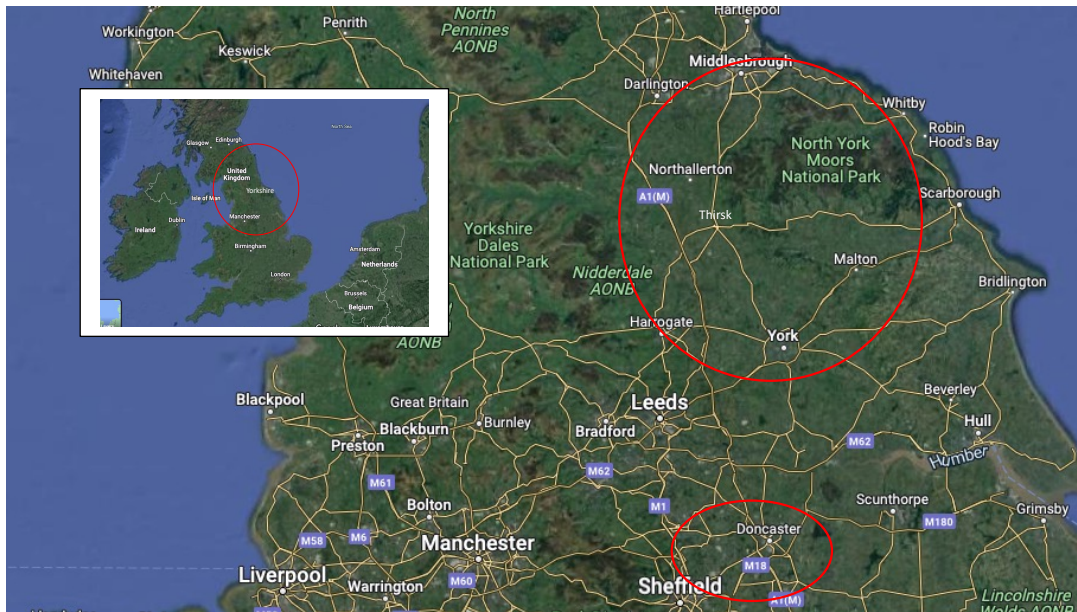 North
Pennines
AONB
Hartlepool
Workington
Penrith
Keswick
Middlesbrough
Whitehaven
Darlington
Whitby
Robin
Hood's Bay
North York
Moors
National Park
Northallerton
A1(M)
Scarborough
Thirsk
Yorkshire
Dales
National Park
Nidderdale
AONB
Malton
Bridlington
Harrogate
York
AONB
Blackpool
Great Britain
Leeds
Beverley
Preston
Blackburn
Burnley
Bradford
Hull
M62
Humber
M62
M61
M1
Bolton
Scunthorpe
Grimsby
Doncaster
M180
M58
M6
Manchester
M18
Liverpool
M60
Warrington
Sheffield
A1(M)
Lincolnshire
Wolds AONB
North Sea
Glasgow
Edinburgh
United
Kingdom
Yorkshire
Isle of Man
Manchester
Dublin
Ireland
Birmingham
Amsterdam
Netherlands
London
Brussels
Belgium